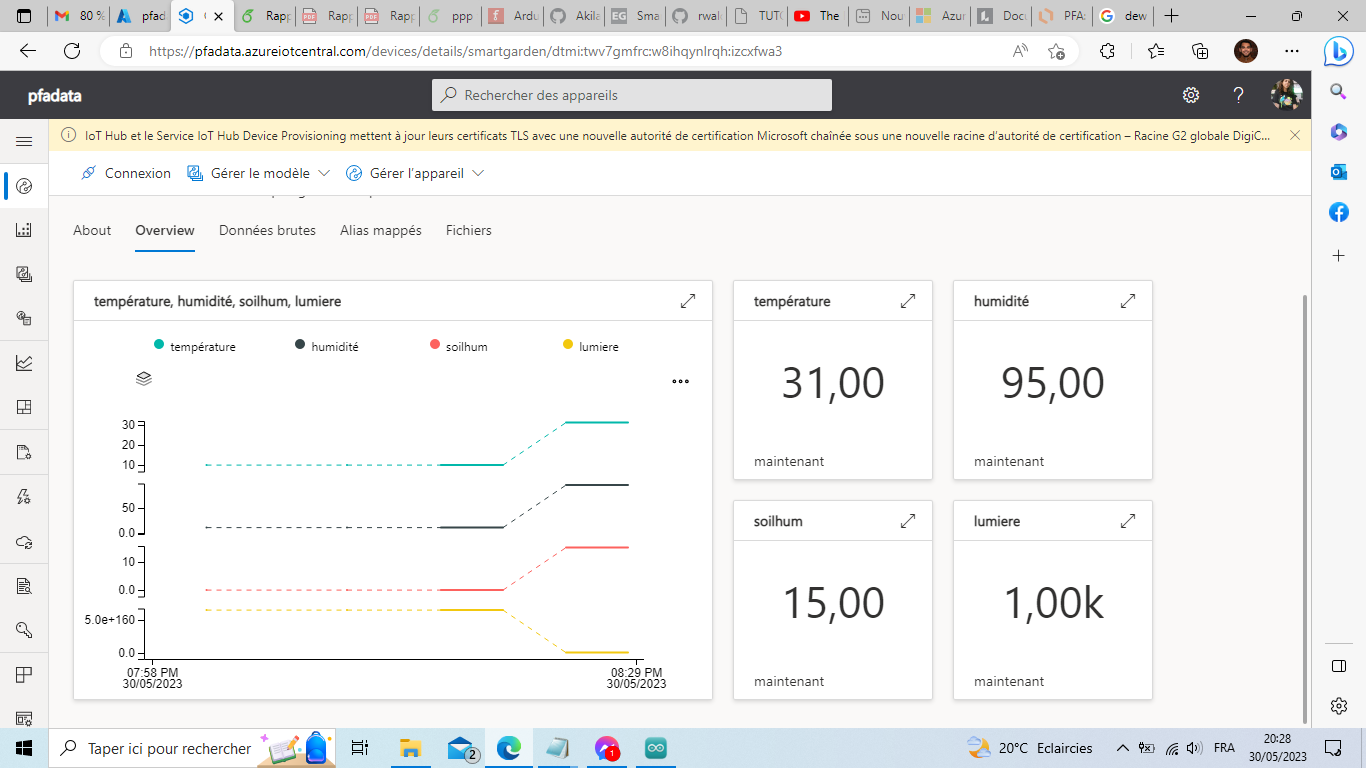 80 %
pfad
Rapp
Rapp
Rapp
ppp
Ardu
Akila
Sma
rwal
TUTO
The
Nou
Azur
Doc
PFA
dew
https://pfadata.azureiotcentral.com/devices/details/smartgarden/dtmi:twv7gmfrc:w8ihqynlrqh:izcxfwa3
pfadata
Rechercher des appareils
IoT Hub et le Service IoT Hub Device Provisioning mettent à jour leurs certificats TLS avec une nouvelle autorité de certification Microsoft chaînée sous une nouvelle racine d'autorité de certification – Racine G2 globale DigiC...
Connexion
Gérer le modèle
Gérer l'appareil
About
Overview
Données brutes
Alias mappés
Fichiers
température, humidité, soilhum, lumiere
température
humidité
soilhum
lumiere
30
20
10
50
0.0
10
0.0
5.0e+160
0.0
07:58 PM
30/05/2023
08:29 PM
30/05/2023
température
31,00
maintenant
humidité
95,00
maintenant
soilhum
15,00
maintenant
lumiere
1,00k
maintenant
Taper ici pour rechercher
2
1
20°C Eclaircies
FRA
20:28
30/05/2023